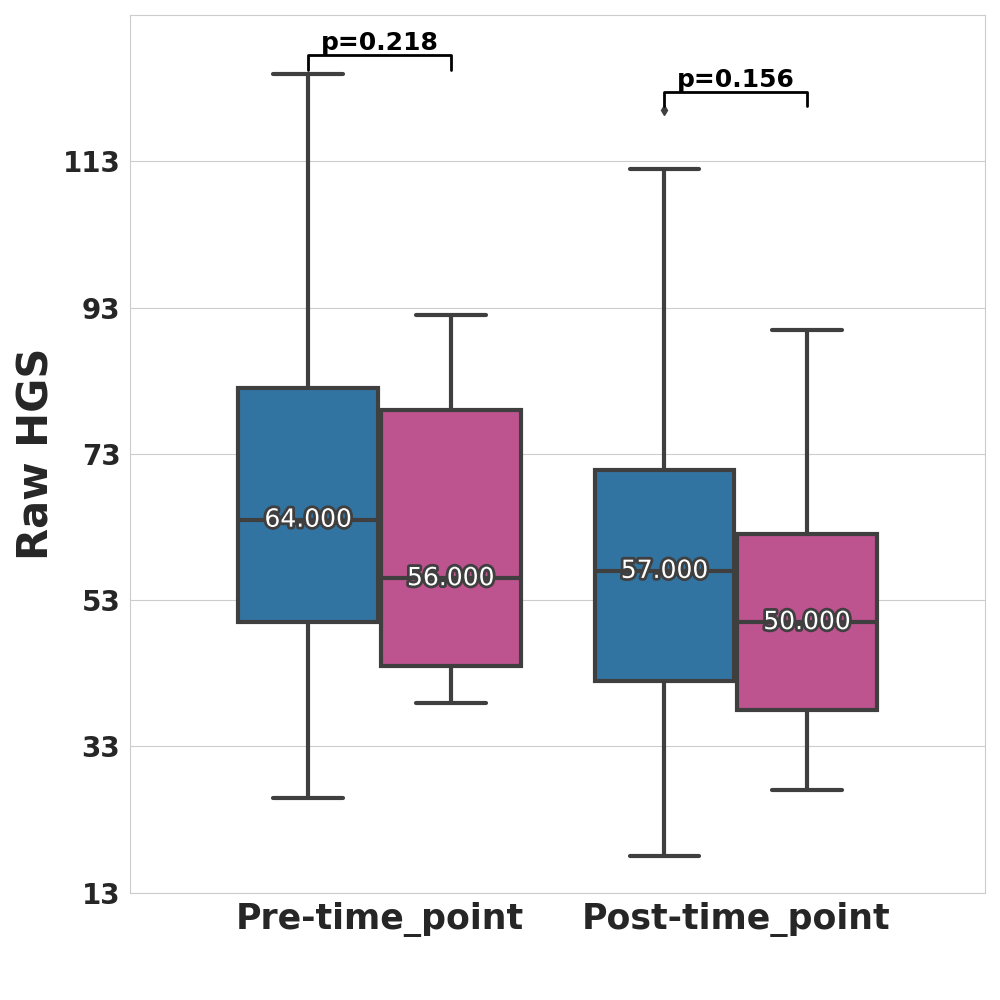 p=0.218
p=0.156
113
93
73
53
33
13
Raw HGS
64.000
56.000
57.000
50.000
Pre-time_point
Post-time_point